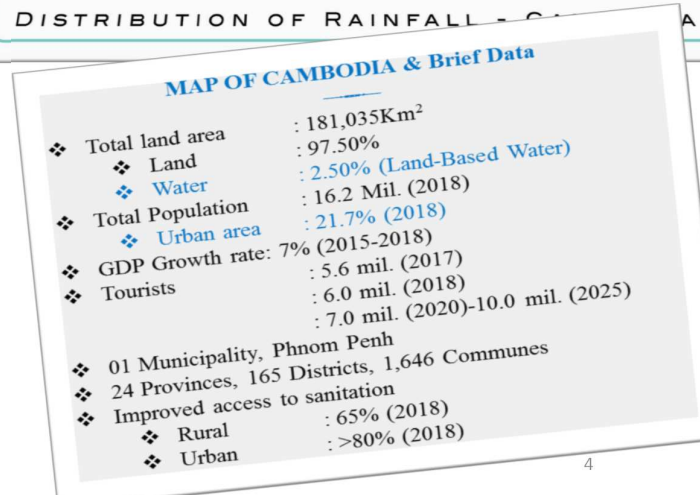 DISTRIBUTION OF RAINFALL -
MAP OF CAMBODIA & Brief Data
❖ Total land area : 181,035Km²
❖ Land : 97.50%
❖ Water : 2.50% (Land-Based Water)
❖ Total Population : 16.2 Mil. (2018)
❖ Urban area : 21.7% (2018)
❖ GDP Growth rate: 7% (2015-2018)
❖ Tourists : 5.6 mil. (2017)
: 6.0 mil. (2018)
: 7.0 mil. (2020)-10.0 mil. (2025)
❖ 01 Municipality, Phnom Penh
❖ 24 Provinces, 165 Districts, 1,646 Communes
❖ Improved access to sanitation
❖ Rural : 65% (2018)
❖ Urban : >80% (2018)
4